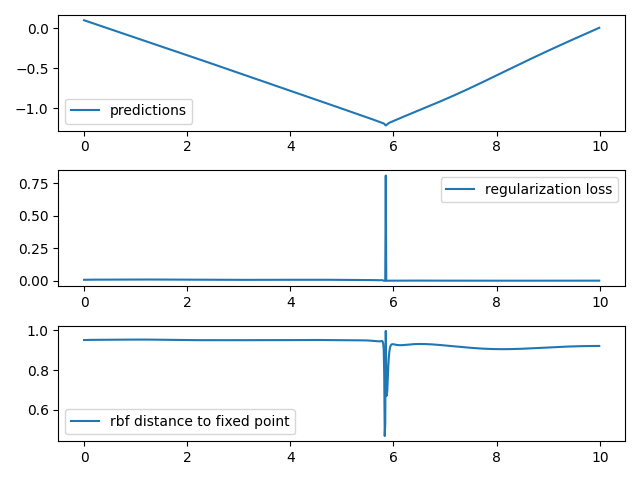 0.0
−0.5
−1.0
predictions
0 2 4 6 8 10
0.75
0.50
0.25
0.00
regularization loss
0 2 4 6 8 10
1.0
0.8
0.6
rbf distance to fixed point
0 2 4 6 8 10